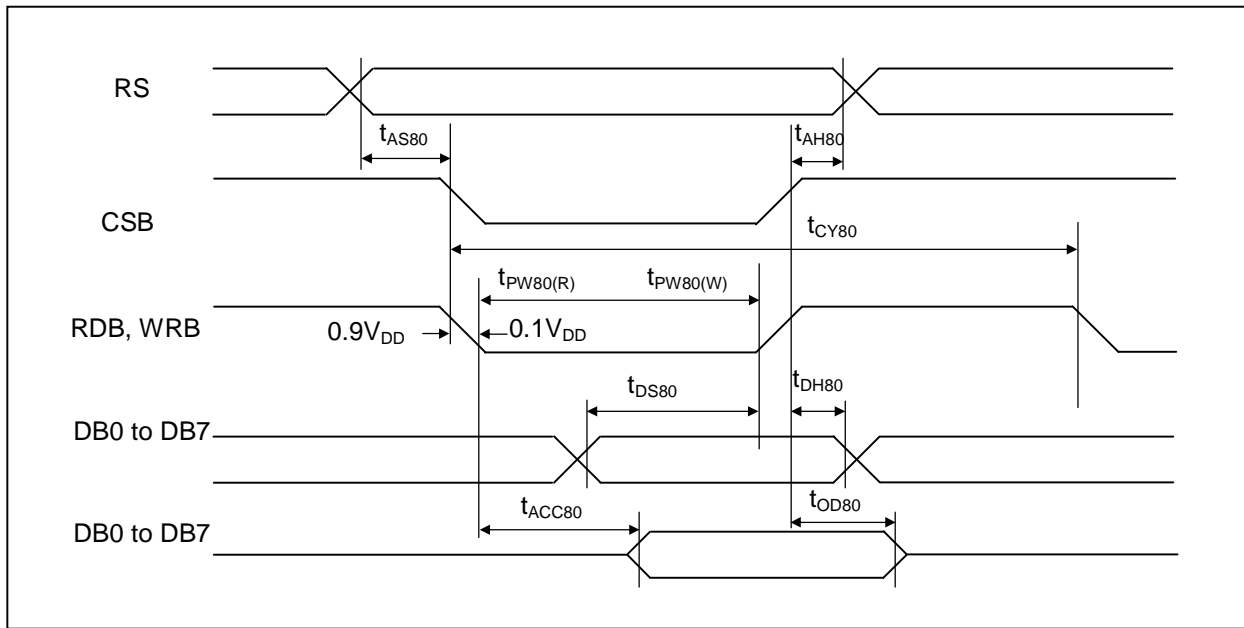 RS
tAS80
tAH80
CSB
tCY80
tPW80(R) tPW80(W)
RDB, WRB
0.9VDD 0.1VDD
tDS80
tDH80
DB0 to DB7
tACC80
tOD80
DB0 to DB7